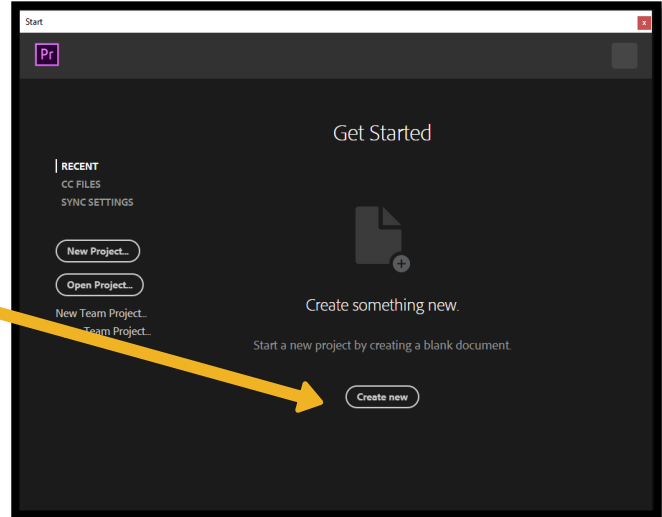 Start
x
Pr
Get Started
RECENT
CC FILES
SYNC SETTINGS
New Project...
Open Project...
New Team Project..
Team Project..
Create something new.
Start a new project by creating a blank document.
Create new